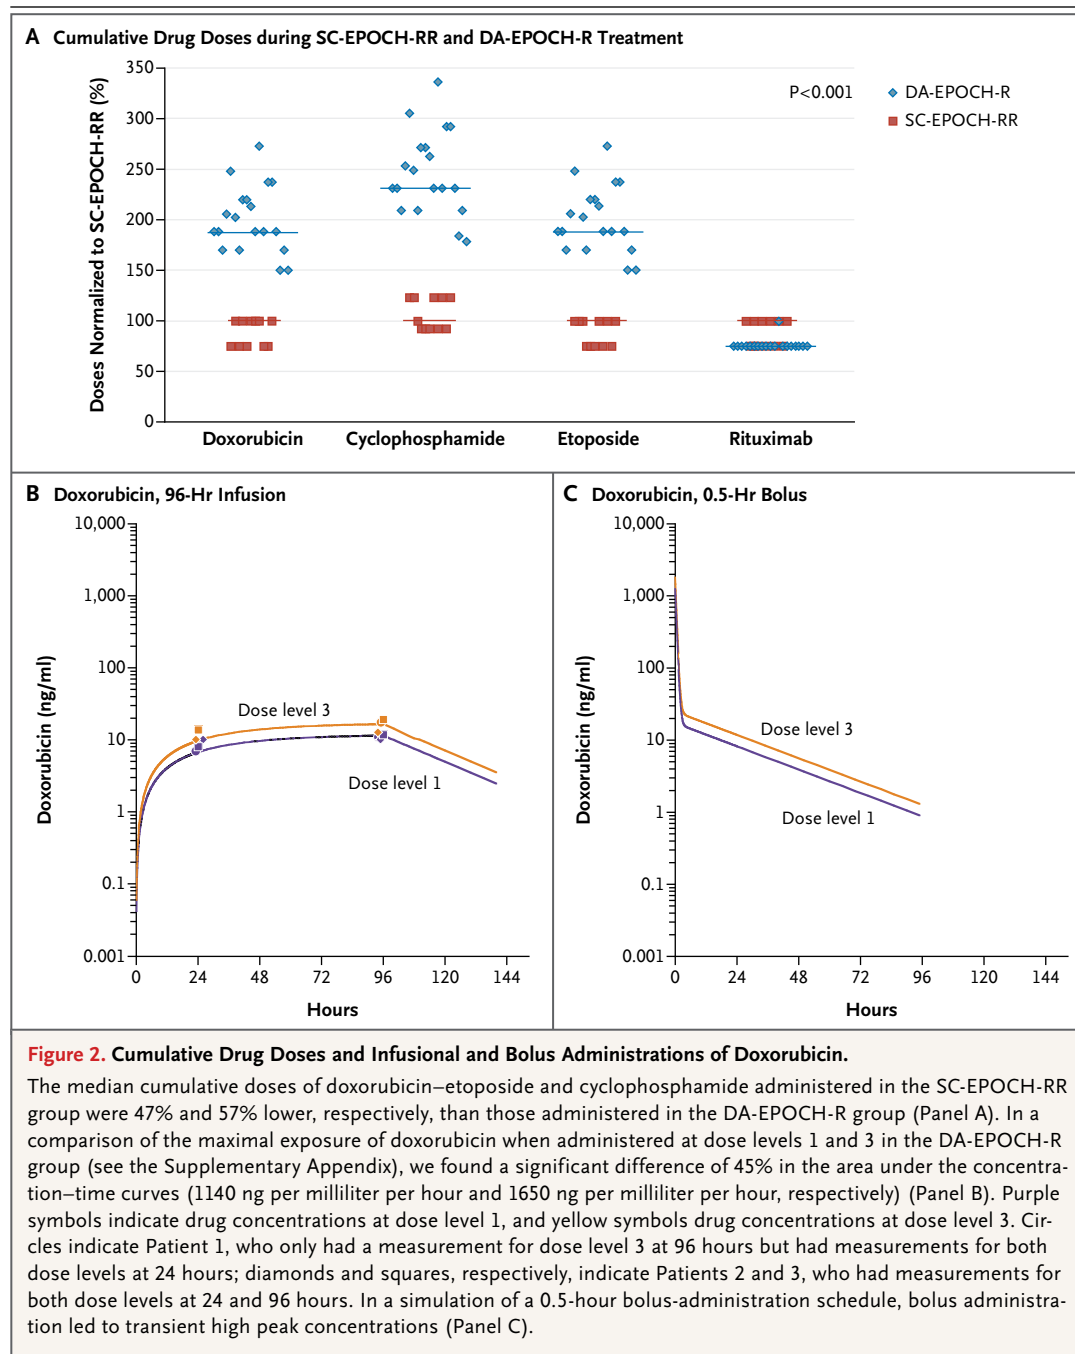 A Cumulative Drug Doses during SC-EPOCH-RR and DA-EPOCH-R Treatment
Doses Normalized to SC-EPOCH-RR (%)
350
300
250
200
150
100
50
0
P<0.001
DA-EPOCH-R
SC-EPOCH-RR
Doxorubicin
Cyclophosphamide
Etoposide
Rituximab
B Doxorubicin, 96-Hr Infusion
Doxorubicin (ng/ml)
10,000
1,000
100
10
1
0.1
0.001
Dose level 3
Dose level 1
0 24 48 72 96 120 144
Hours
C Doxorubicin, 0.5-Hr Bolus
Doxorubicin (ng/ml)
10,000
1,000
100
10
1
0.1
0.001
Dose level 3
Dose level 1
0 24 48 72 96 120 144
Hours
Figure 2. Cumulative Drug Doses and Infusional and Bolus Administrations of Doxorubicin.
The median cumulative doses of doxorubicin–etoposide and cyclophosphamide administered in the SC-EPOCH-RR
group were 47% and 57% lower, respectively, than those administered in the DA-EPOCH-R group (Panel A). In a
comparison of the maximal exposure of doxorubicin when administered at dose levels 1 and 3 in the DA-EPOCH-R
group (see the Supplementary Appendix), we found a significant difference of 45% in the area under the concentra-
tion–time curves (1140 ng per milliliter per hour and 1650 ng per milliliter per hour, respectively) (Panel B). Purple
symbols indicate drug concentrations at dose level 1, and yellow symbols drug concentrations at dose level 3. Cir-
cles indicate Patient 1, who only had a measurement for dose level 3 at 96 hours but had measurements for both
dose levels at 24 hours; diamonds and squares, respectively, indicate Patients 2 and 3, who had measurements for
both dose levels at 24 and 96 hours. In a simulation of a 0.5-hour bolus-administration schedule, bolus administra-
tion led to transient high peak concentrations (Panel C).